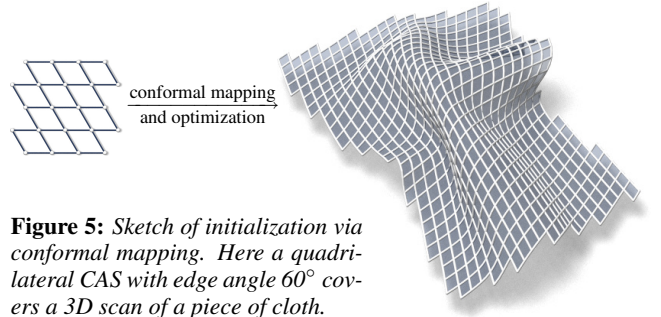 conformal mapping
and optimization
Figure 5: Sketch of initialization via
conformal mapping. Here a quadri-
lateral CAS with edge angle 60° cov-
ers a 3D scan of a piece of cloth.